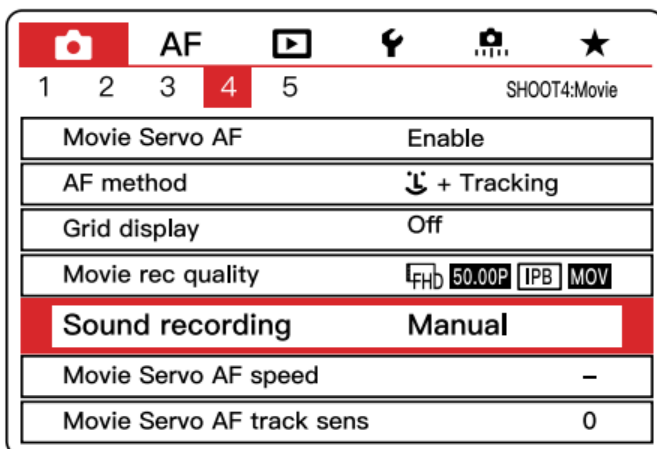 AF
1 2 3 4 5 SHOOT4:Movie
Movie Servo AF Enable
AF method + Tracking
Grid display Off
Movie rec quality FHD 50.00P IPB MOV
Sound recording Manual
Movie Servo AF speed –
Movie Servo AF track sens 0